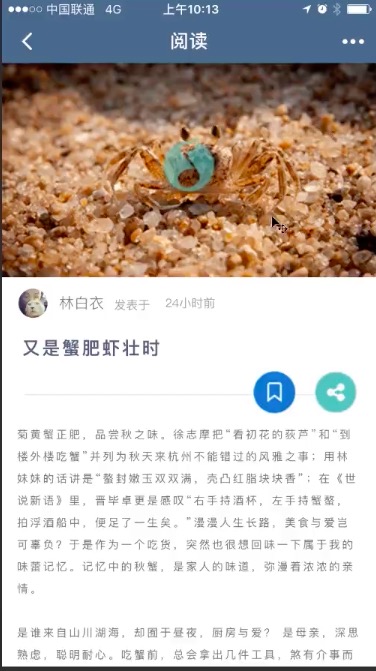 中国联通 4G 上午10:13
阅读
林白衣 发表于 24小时前
又是蟹肥虾壮时
菊黄蟹正肥，品尝秋之味。徐志摩把“看初花的荻芦”和“到
楼外楼吃蟹”并列为秋天来杭州不能错过的风雅之事；用林
妹妹的话讲是“螯封嫩玉双双满，壳凸红脂块块香”；在《世
说新语》里，晋毕卓更是感叹“右手持酒杯，左手持蟹螯，
拍浮酒船中，便足了一生矣。”漫漫人生长路，美食与爱岂
可辜负？于是作为一个吃货，突然也很想回味一下属于我的
味蕾记忆。记忆中的秋蟹，是家人的味道，弥漫着浓浓的亲
情。
是谁来自山川湖海，却囿于昼夜，厨房与爱？ 是母亲，深思
熟虑，聪明耐心。吃蟹前，总会拿出几件工具，煞有介事而